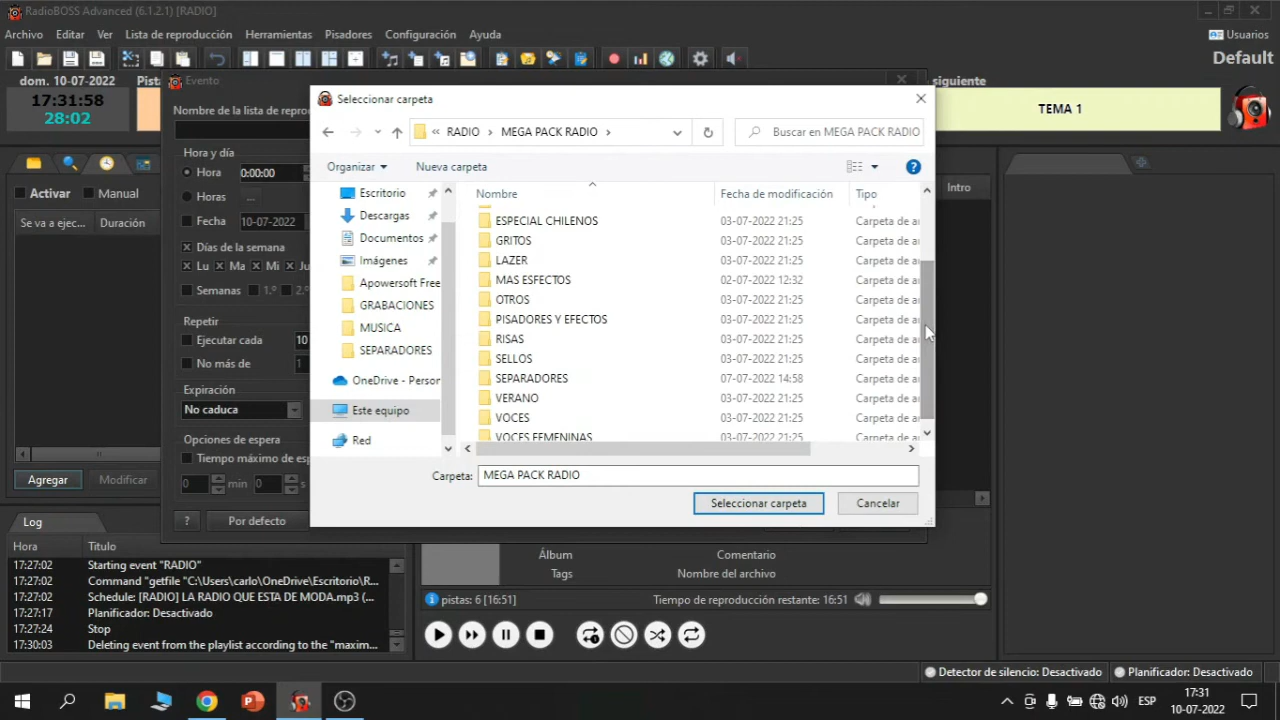 RadioBOSS Advanced (6.1.2.1) [RADIO]
Archivo Editar Ver Lista de reproducción Herramientas Pisadores Configuración Ayuda
Usuarios
Default
dom. 10-07-2022
17:31:58
28:02
siguiente
TEMA 1
Evento
Activar Manual
Se va a ejec... Duración
Agregar Modificar
Hora y día
Hora 0:00:00
Horas ...
Fecha 10-07-2022
Días de la semana
Lu Ma Mi Ju
Semanas 1.º 2.º
Repetir
Ejecutar cada 10
No más de 1
Expiración
No caduca
Opciones de espera
0 min 0 s
? Por defecto
Seleccionar carpeta
« RADIO › MEGA PACK RADIO ›
Buscar en MEGA PACK RADIO
Organizar Nueva carpeta
?
Escritorio
Descargas
Documentos
Imágenes
Apowersoft Free
GRABACIONES
MUSICA
SEPARADORES
Este equipo
Red
Nombre Fecha de modificación Tipo
ESPECIAL CHILENOS 03-07-2022 21:25 Carpeta de
GRITOS 03-07-2022 21:25 Carpeta de
LAZER 03-07-2022 21:25 Carpeta de
MAS ESFECTOS 02-07-2022 12:32 Carpeta de
OTROS 03-07-2022 21:25 Carpeta de
PISADORES Y EFECTOS 03-07-2022 21:25 Carpeta de
RISAS 03-07-2022 21:25 Carpeta de
SELLOS 03-07-2022 21:25 Carpeta de
SEPARADORES 07-07-2022 14:58 Carpeta de
VERANO 03-07-2022 21:25 Carpeta de
VOCES 03-07-2022 21:25 Carpeta de
VOCES FEMENINAS 03-07-2022 21:25 Carpeta de
Carpeta: MEGA PACK RADIO
Seleccionar carpeta Cancelar
Intro
Log
Hora Titulo
17:27:02 Starting event "RADIO"
17:27:02 Command "getfile "C:\Users\carlo\OneDrive\Escritorio\R...
17:27:02 Schedule: [RADIO] LA RADIO QUE ESTA DE MODA.mp3 (...
17:27:17 Planificador: Desactivado
17:27:24 Stop
17:30:03 Deleting event from the playlist according to the "maxim...
Álbum Comentario
Tags Nombre del archivo
pistas: 6 [16:51] Tiempo de reproducción restante: 16:51
Detector de silencio: Desactivado Planificador: Desactivado
ESP
17:31
10-07-2022